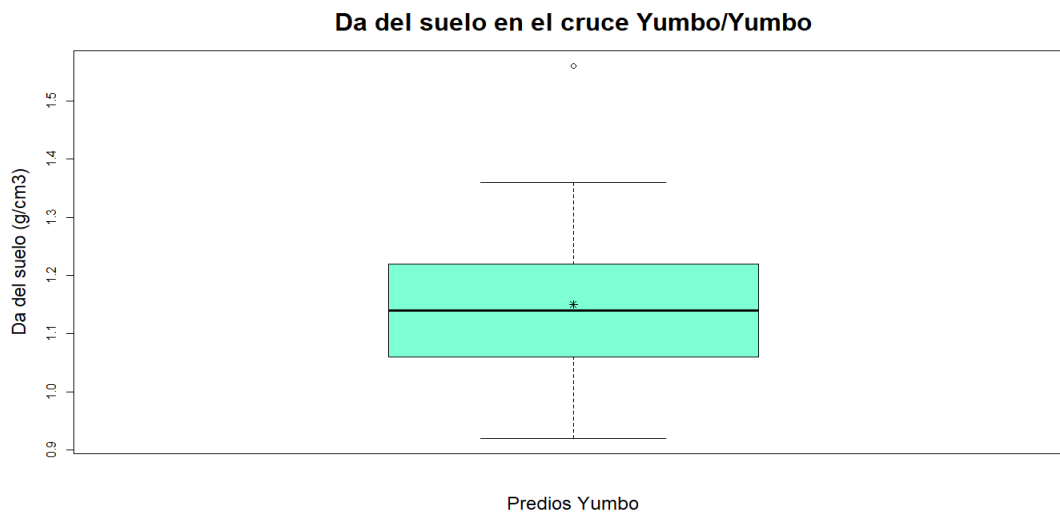 Da del suelo en el cruce Yumbo/Yumbo
Da del suelo (g/cm3)
1.5
1.4
1.3
1.2
1.1
1.0
0.9
Predios Yumbo